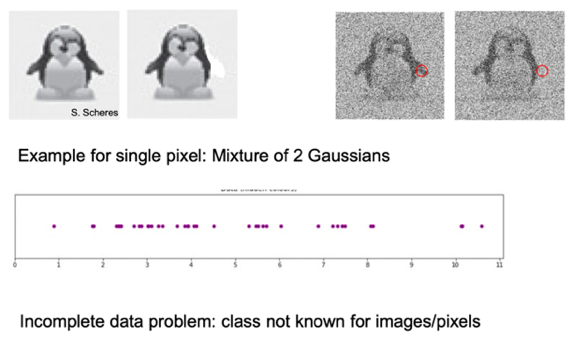 S. Scheres
Example for single pixel: Mixture of 2 Gaussians
0 1 2 3 4 5 6 7 8 9 10 11
Incomplete data problem: class not known for images/pixels